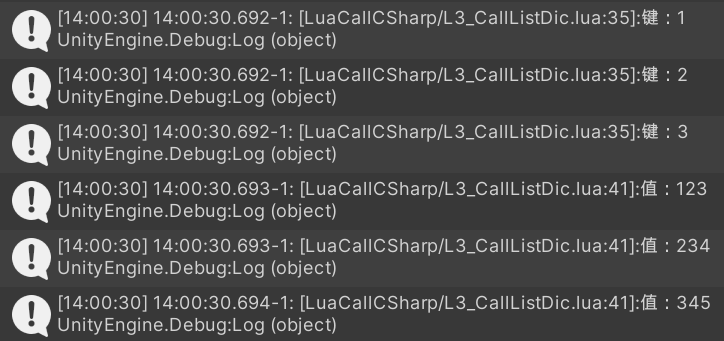 [14:00:30] 14:00:30.692-1: [LuaCallCSharp/L3_CallListDic.lua:35]:键：1
UnityEngine.Debug:Log (object)
[14:00:30] 14:00:30.692-1: [LuaCallCSharp/L3_CallListDic.lua:35]:键：2
UnityEngine.Debug:Log (object)
[14:00:30] 14:00:30.692-1: [LuaCallCSharp/L3_CallListDic.lua:35]:键：3
UnityEngine.Debug:Log (object)
[14:00:30] 14:00:30.693-1: [LuaCallCSharp/L3_CallListDic.lua:41]:值：123
UnityEngine.Debug:Log (object)
[14:00:30] 14:00:30.693-1: [LuaCallCSharp/L3_CallListDic.lua:41]:值：234
UnityEngine.Debug:Log (object)
[14:00:30] 14:00:30.694-1: [LuaCallCSharp/L3_CallListDic.lua:41]:值：345
UnityEngine.Debug:Log (object)